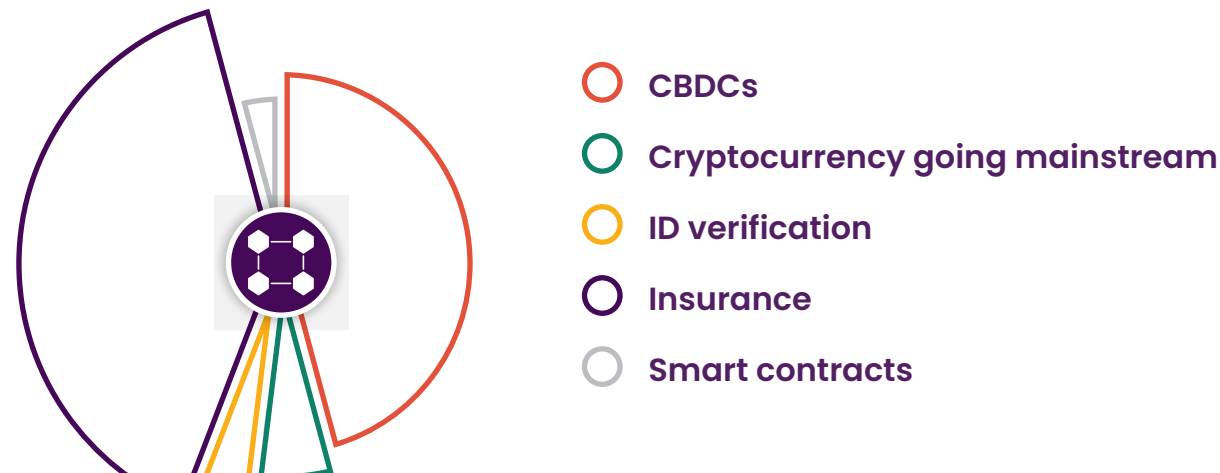 CBDCs
Cryptocurrency going mainstream
ID verification
Insurance
Smart contracts